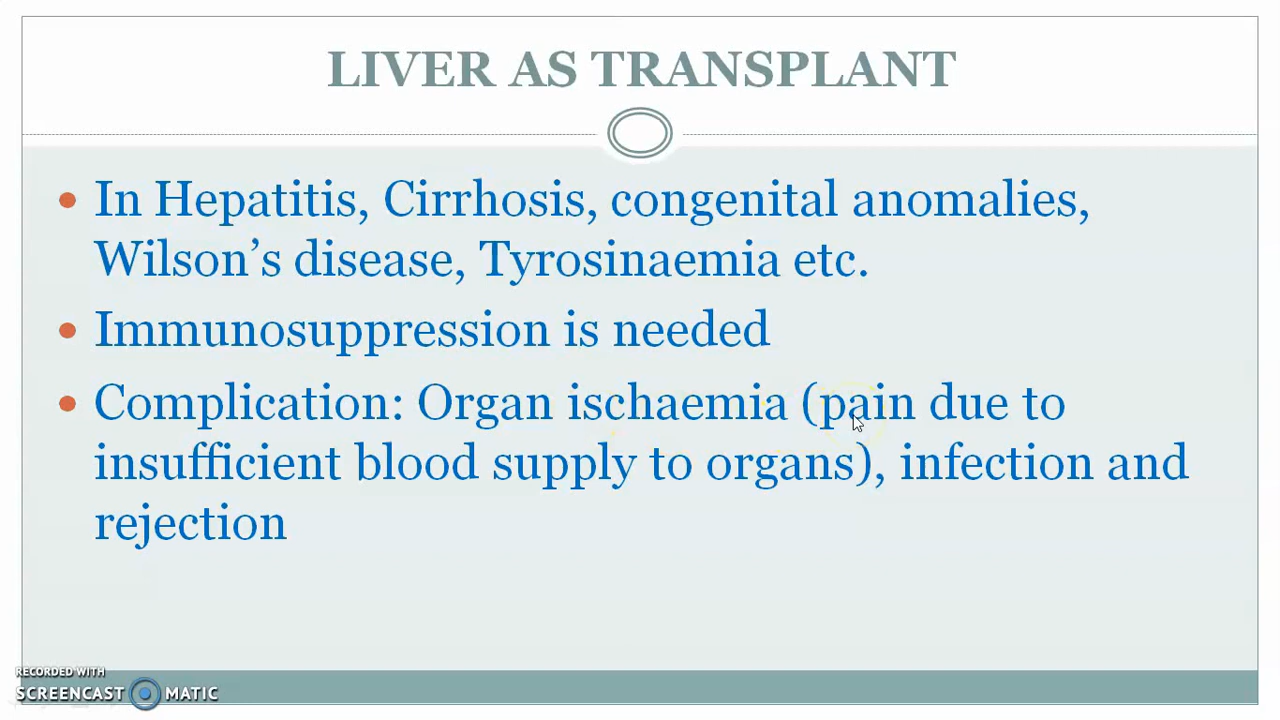 LIVER AS TRANSPLANT
In Hepatitis, Cirrhosis, congenital anomalies,
Wilson’s disease, Tyrosinaemia etc.
Immunosuppression is needed
Complication: Organ ischaemia (pain due to
insufficient blood supply to organs), infection and
rejection
RECORDED WITH
SCREENCAST MATIC